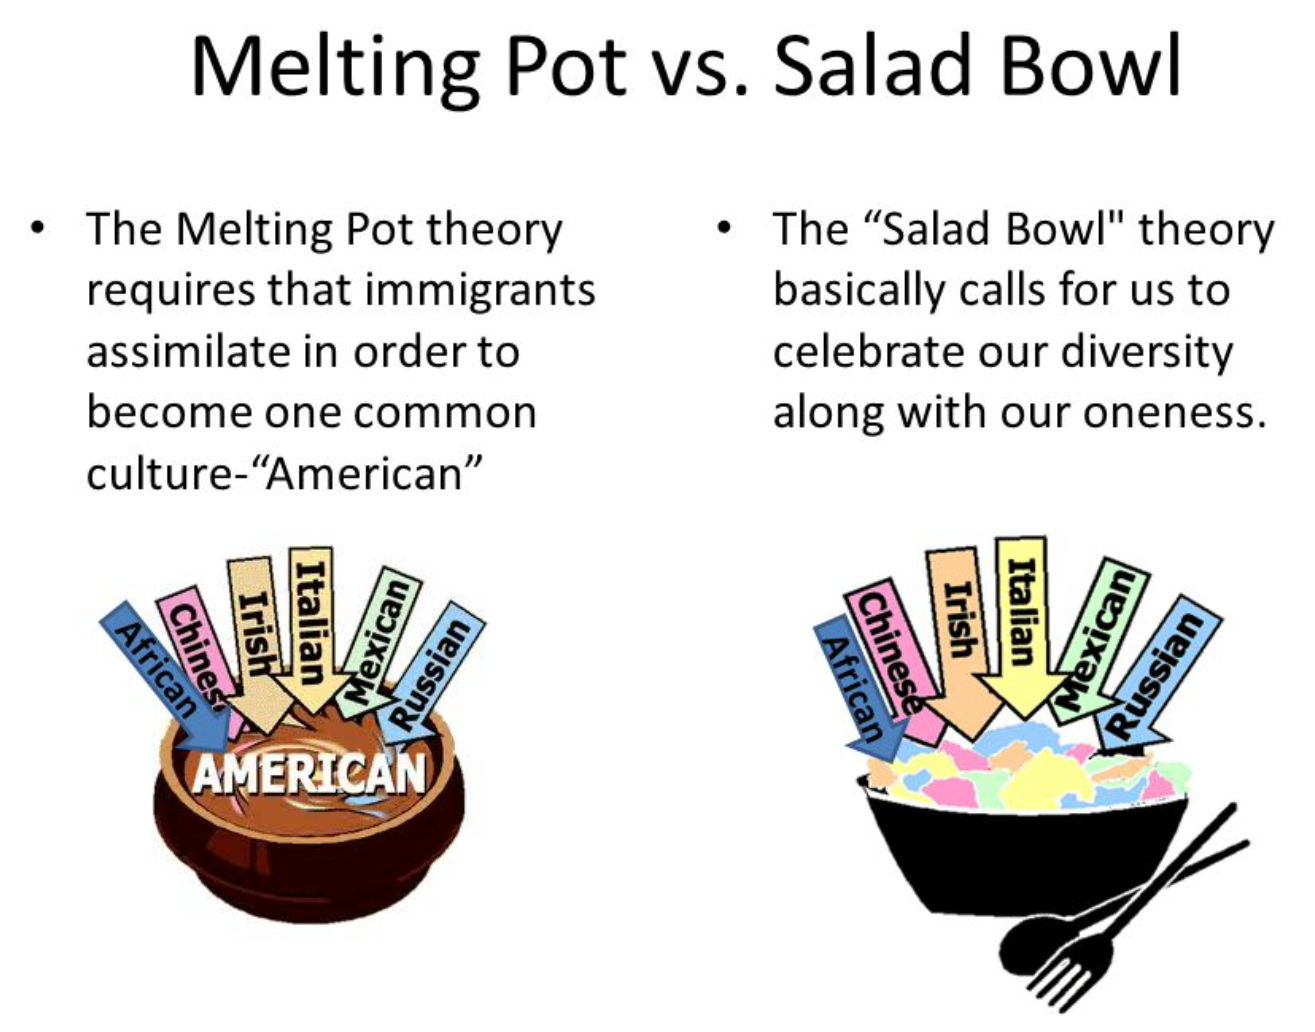 Melting Pot vs. Salad Bowl
• The Melting Pot theory
requires that immigrants
assimilate in order to
become one common
culture-“American”
African
Chinese
Irish
Italian
Mexican
Russian
AMERICAN
• The “Salad Bowl" theory
basically calls for us to
celebrate our diversity
along with our oneness.
African
Chinese
Irish
Italian
Mexican
Russian